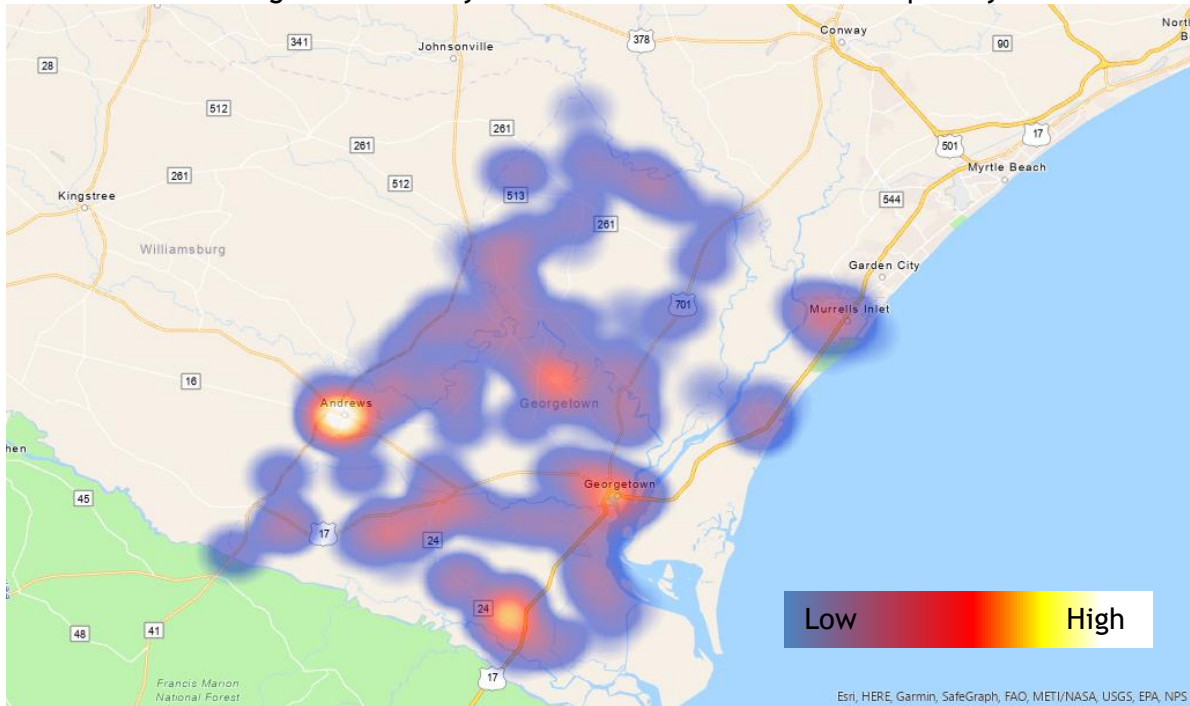 341
Johnsonville
378
Conway
90
28
512
261
501
17
261
Myrtle Beach
261
512
513
544
Kingstree
261
Williamsburg
Garden City
701
Murrells Inlet
16
Andrews
Georgetown
hen
45
Georgetown
17
24
24
Low High
48
41
17
Francis Marion
National Forest
Esri, HERE, Garmin, SafeGraph, FAO, METI/NASA, USGS, EPA, NPS